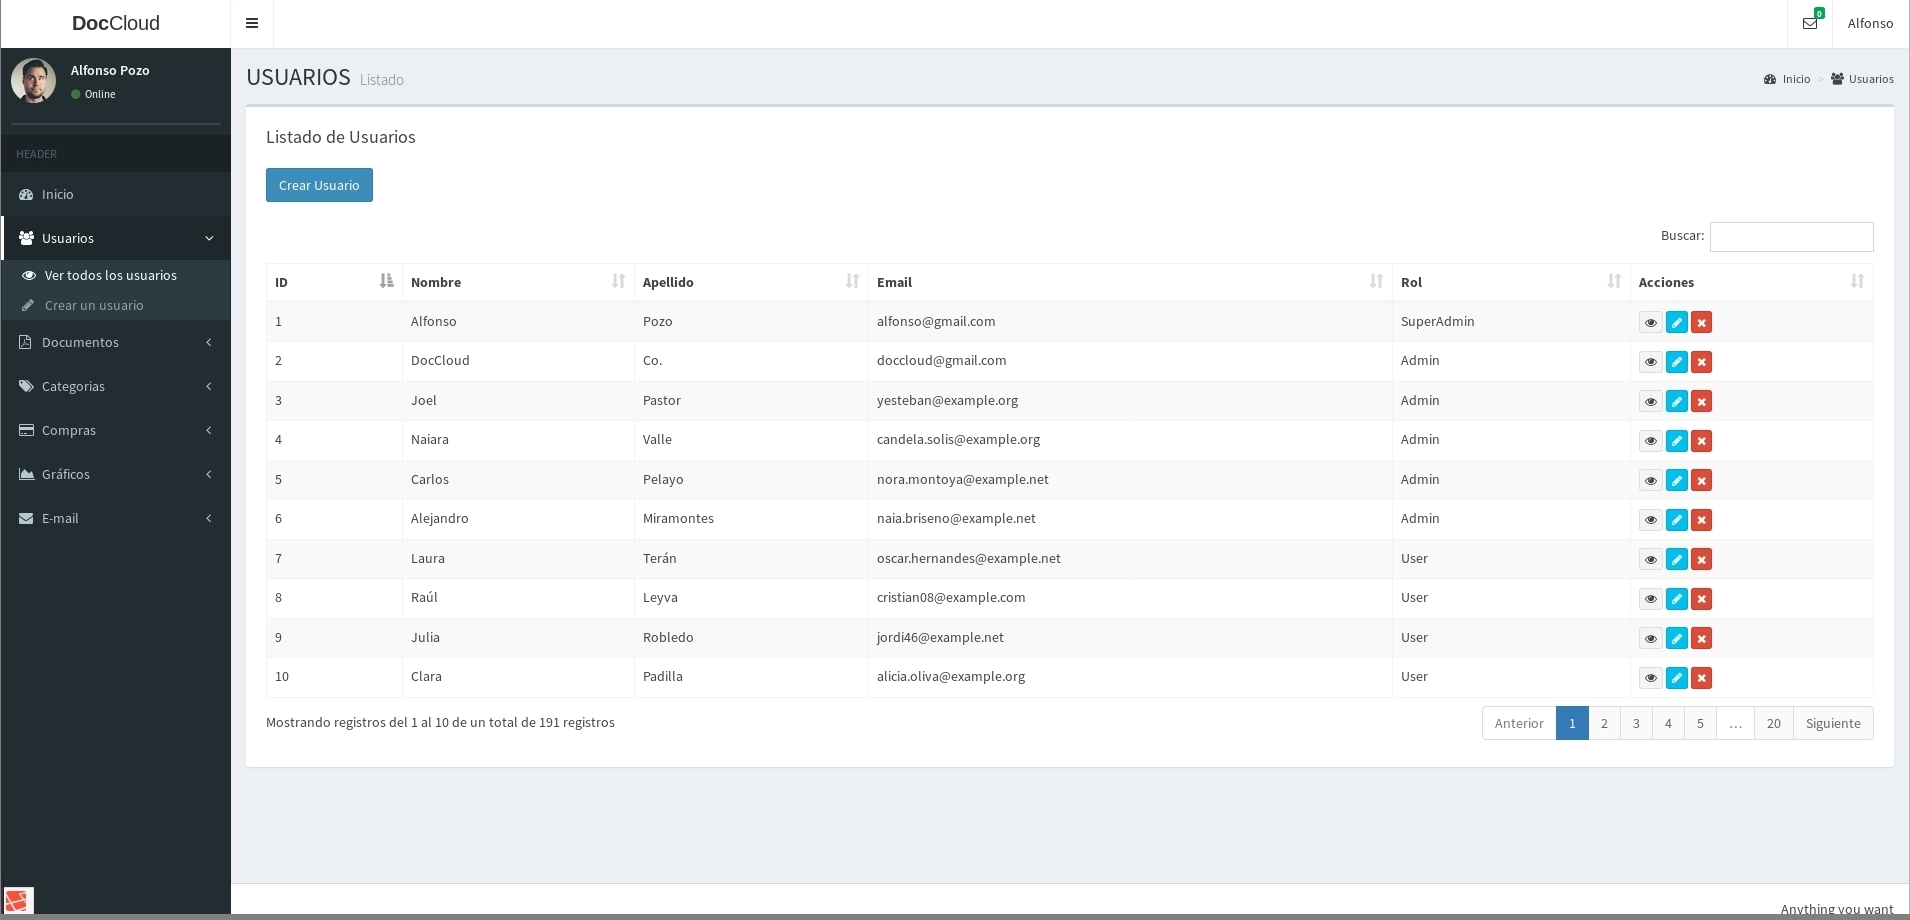 DocCloud
0
Alfonso
Alfonso Pozo
Online
HEADER
Inicio
Usuarios
Ver todos los usuarios
Crear un usuario
Documentos
Categorias
Compras
Gráficos
E-mail
USUARIOS Listado
Inicio > Usuarios
Listado de Usuarios
Crear Usuario
Buscar:
ID Nombre Apellido Email Rol Acciones
1 Alfonso Pozo alfonso@gmail.com SuperAdmin
2 DocCloud Co. doccloud@gmail.com Admin
3 Joel Pastor yesteban@example.org Admin
4 Naiara Valle candela.solis@example.org Admin
5 Carlos Pelayo nora.montoya@example.net Admin
6 Alejandro Miramontes naia.briseno@example.net Admin
7 Laura Terán oscar.hernandes@example.net User
8 Raúl Leyva cristian08@example.com User
9 Julia Robledo jordi46@example.net User
10 Clara Padilla alicia.oliva@example.org User
Mostrando registros del 1 al 10 de un total de 191 registros
Anterior 1 2 3 4 5 … 20 Siguiente
Anything you want